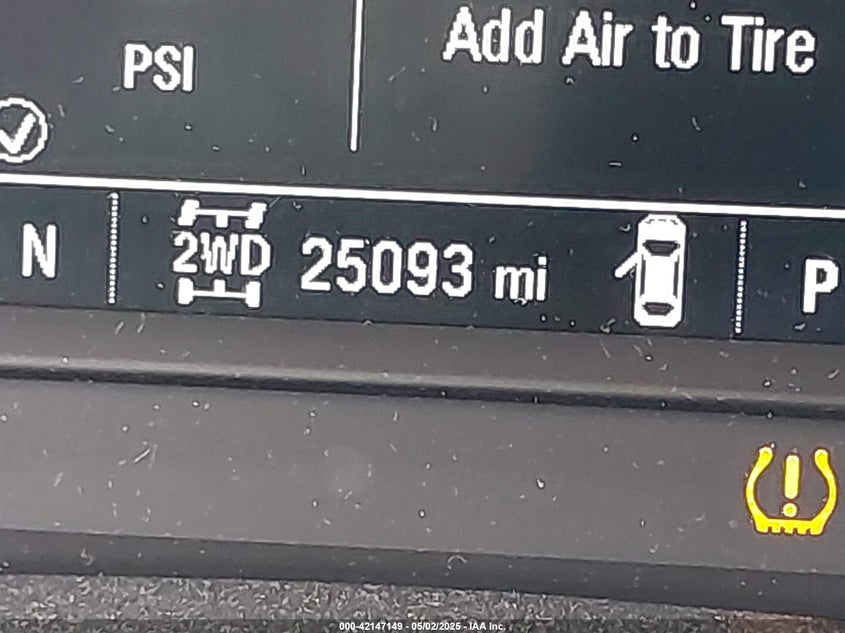 PSI
Add Air to Tire
N
2WD
25093 mi
P
000-42147149 - 05/02/2025 - IAA Inc.